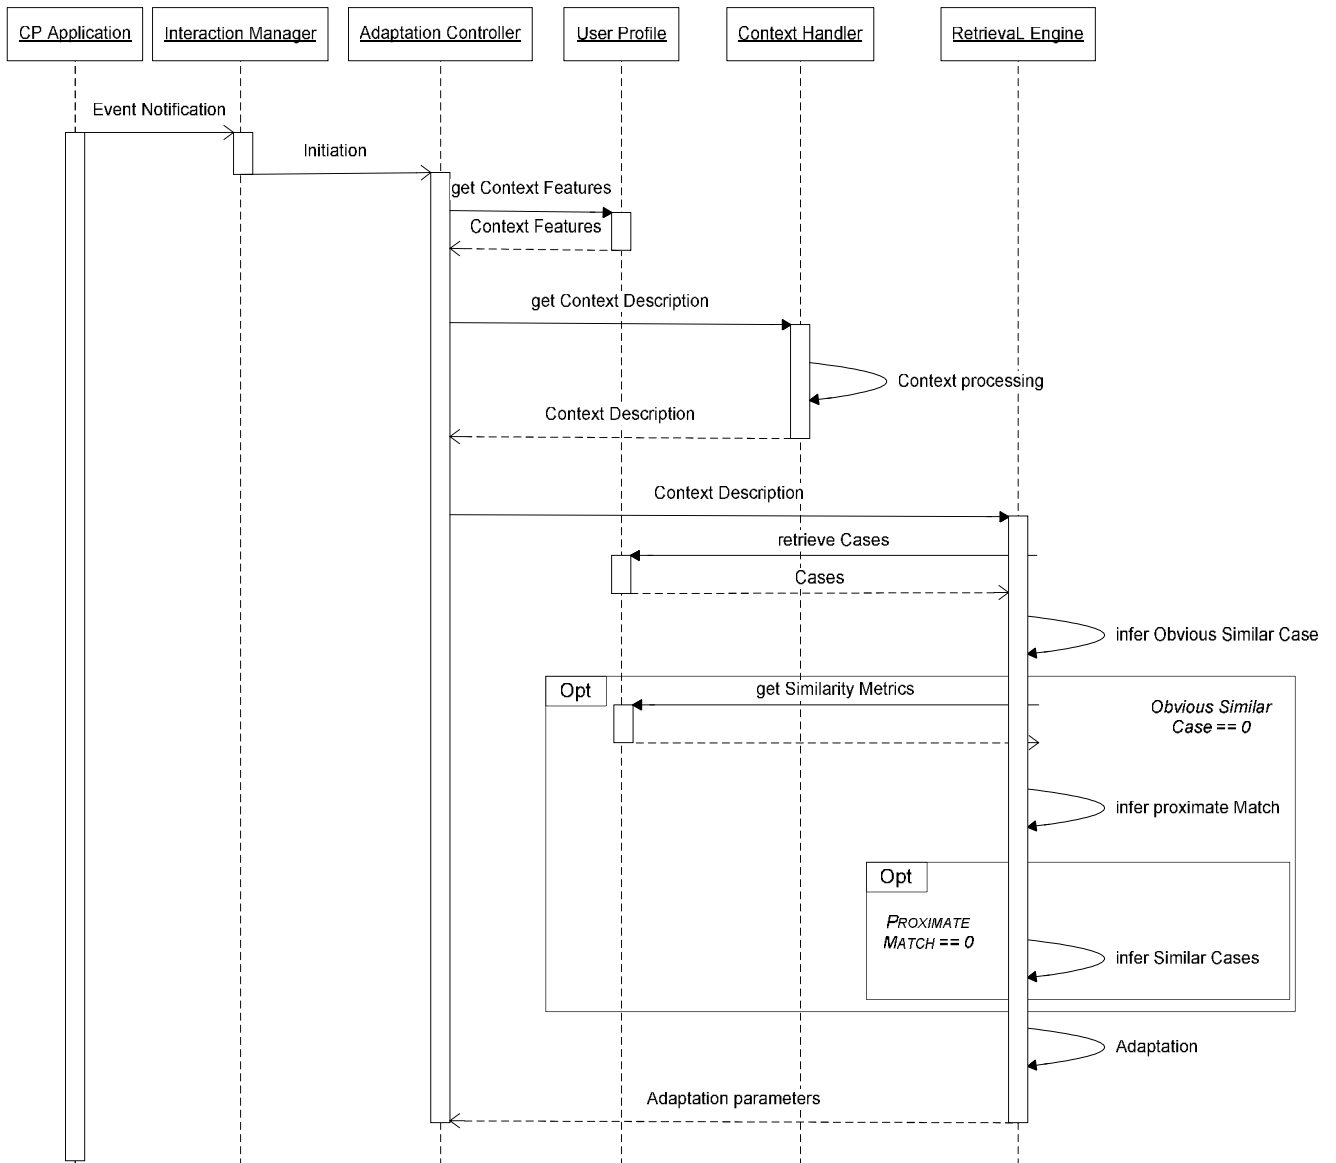 CP Application
Interaction Manager
Adaptation Controller
User Profile
Context Handler
RetrievaL Engine
Event Notification
Initiation
get Context Features
Context Features
get Context Description
Context processing
Context Description
Context Description
retrieve Cases
Cases
infer Obvious Similar Case
Opt
get Similarity Metrics
Obvious Similar
Case == 0
infer proximate Match
Opt
PROXIMATE
MATCH == 0
infer Similar Cases
Adaptation
Adaptation parameters